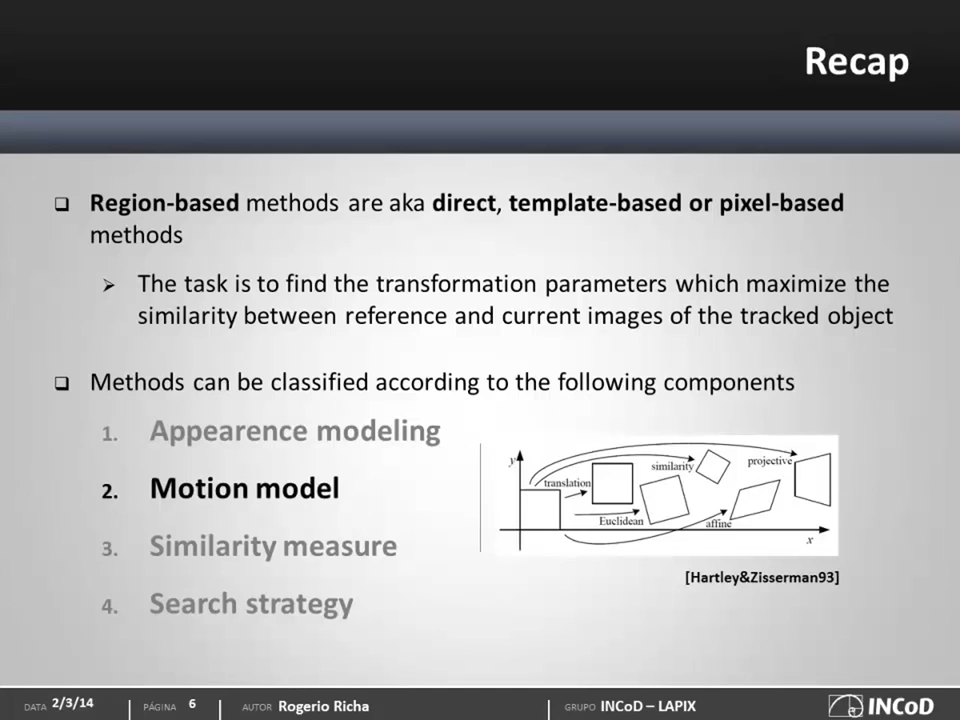 Recap
❑ Region-based methods are aka direct, template-based or pixel-based
methods
➢ The task is to find the transformation parameters which maximize the
similarity between reference and current images of the tracked object
❑ Methods can be classified according to the following components
1. Appearence modeling
2. Motion model
3. Similarity measure
4. Search strategy
y
translation
similarity
projective
Euclidean
affine
x
[Hartley&Zisserman93]
DATA 2/3/14 PÁGINA 6 AUTOR Rogerio Richa GRUPO INCoD – LAPIX INCoD